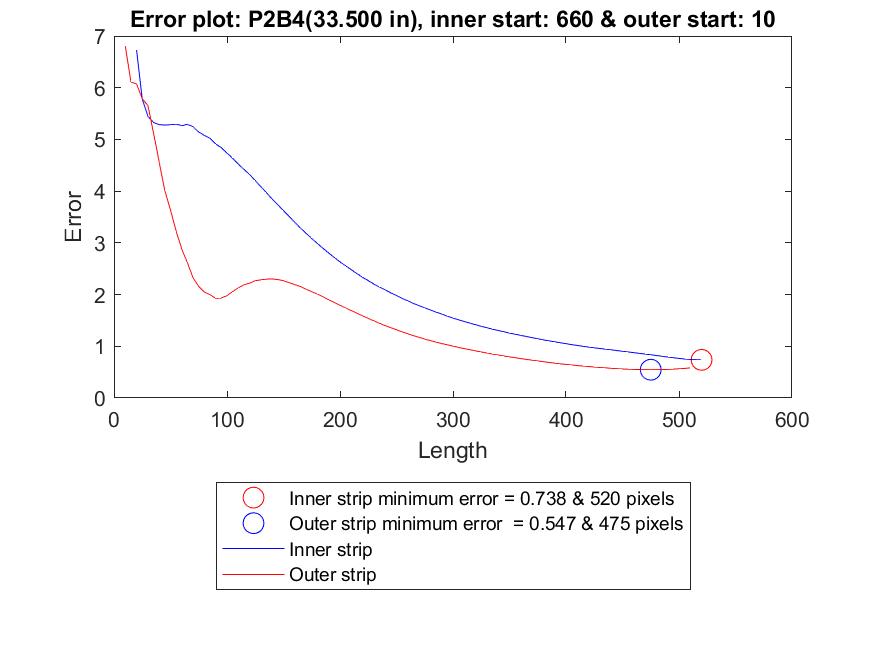 Error plot: P2B4(33.500 in), inner start: 660 & outer start: 10
7
6
5
4
3
2
1
0
Error
0 100 200 300 400 500 600
Length
Inner strip minimum error = 0.738 & 520 pixels
Outer strip minimum error  = 0.547 & 475 pixels
Inner strip
Outer strip